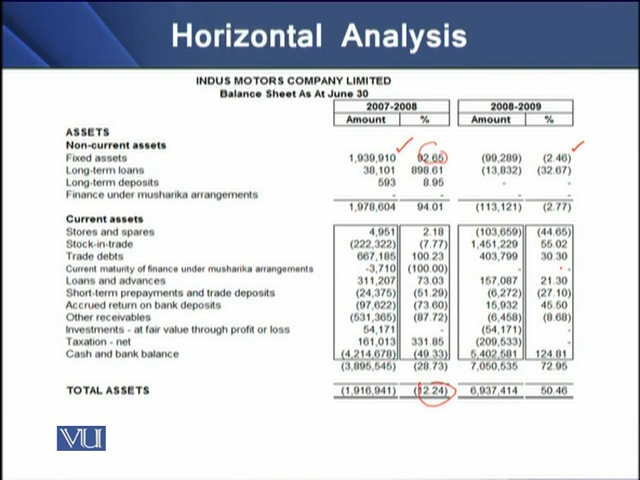 Horizontal Analysis
INDUS MOTORS COMPANY LIMITED
Balance Sheet As At June 30
2007-2008 2008-2009
Amount % Amount %
ASSETS
Non-current assets
Fixed assets 1,939,910 92.65 (99,289) (2.46)
Long-term loans 38,101 898.61 (13,832) (32.67)
Long-term deposits 593 8.95 - -
Finance under musharika arrangements - - - -
1,978,604 94.01 (113,121) (2.77)
Current assets
Stores and spares 4,951 2.18 (103,659) (44.65)
Stock-in-trade (222,322) (7.77) 1,451,229 55.02
Trade debts 667,185 100.23 403,799 30.30
Current maturity of finance under musharika arrangements -3,710 (100.00) - -
Loans and advances 311,207 73.03 157,087 21.30
Short-term prepayments and trade deposits (24,375) (51.29) (6,272) (27.10)
Accrued return on bank deposits (97,622) (73.60) 15,932 45.50
Other receivables (531,365) (87.72) (6,458) (8.68)
Investments - at fair value through profit or loss 54,171 - (54,171) -
Taxation - net 161,013 331.85 (209,533) -
Cash and bank balance (4,214,678) (49.33) 5,402,581 124.81
(3,895,545) (28.73) 7,050,535 72.95
TOTAL ASSETS (1,916,941) (12.24) 6,937,414 50.46
VU